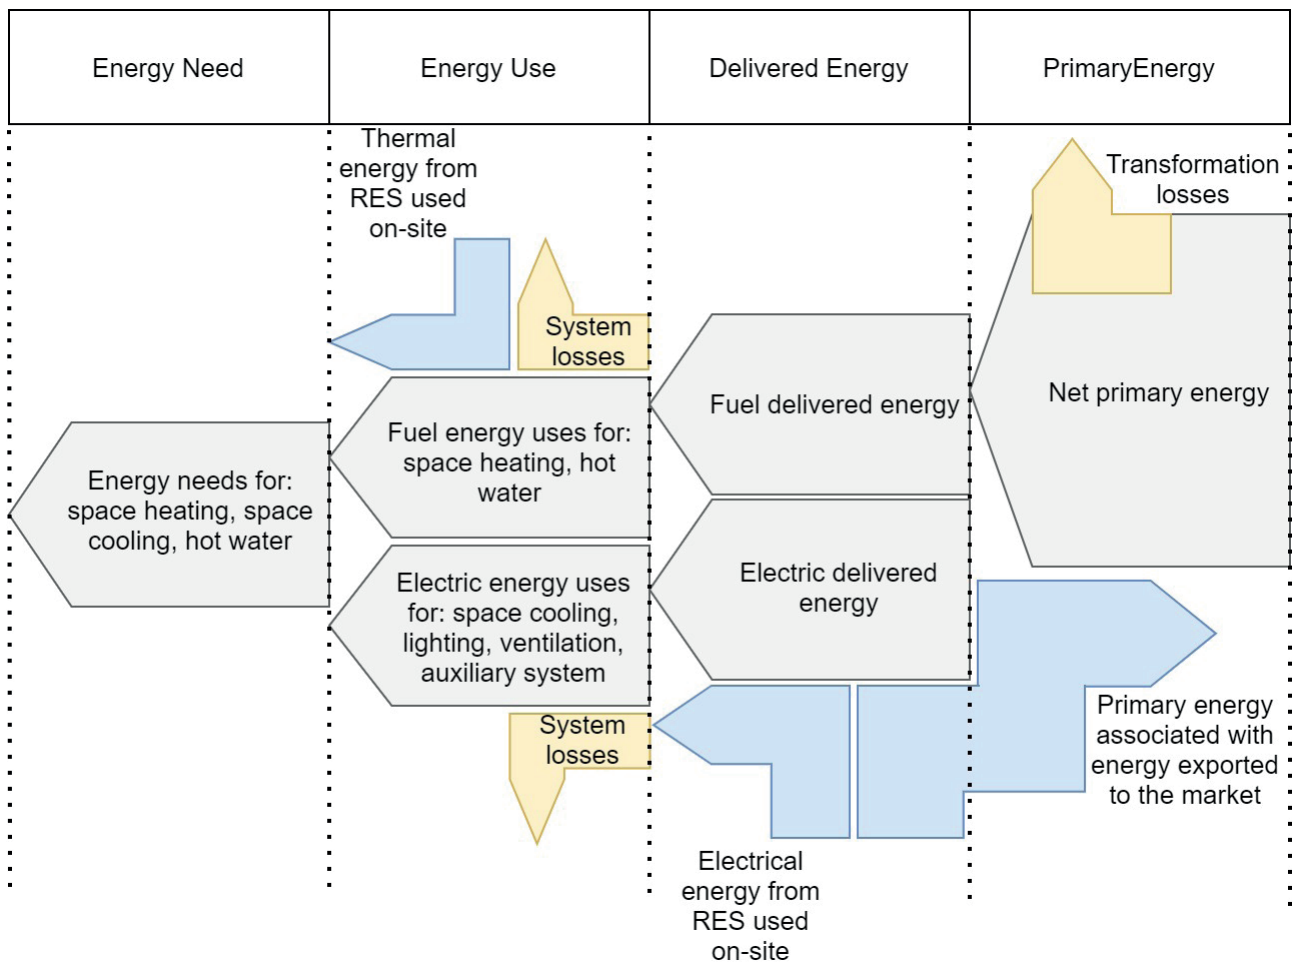 Energy Need
Energy Use
Delivered Energy
PrimaryEnergy
Thermal
energy from
RES used
on-site
System
losses
Transformation
losses
Energy needs for:
space heating, space
cooling, hot water
Fuel energy uses for:
space heating, hot
water
Fuel delivered energy
Net primary energy
Electric energy uses
for: space cooling,
lighting, ventilation,
auxiliary system
Electric delivered
energy
System
losses
Primary energy
associated with
energy exported
to the market
Electrical
energy from
RES used
on-site